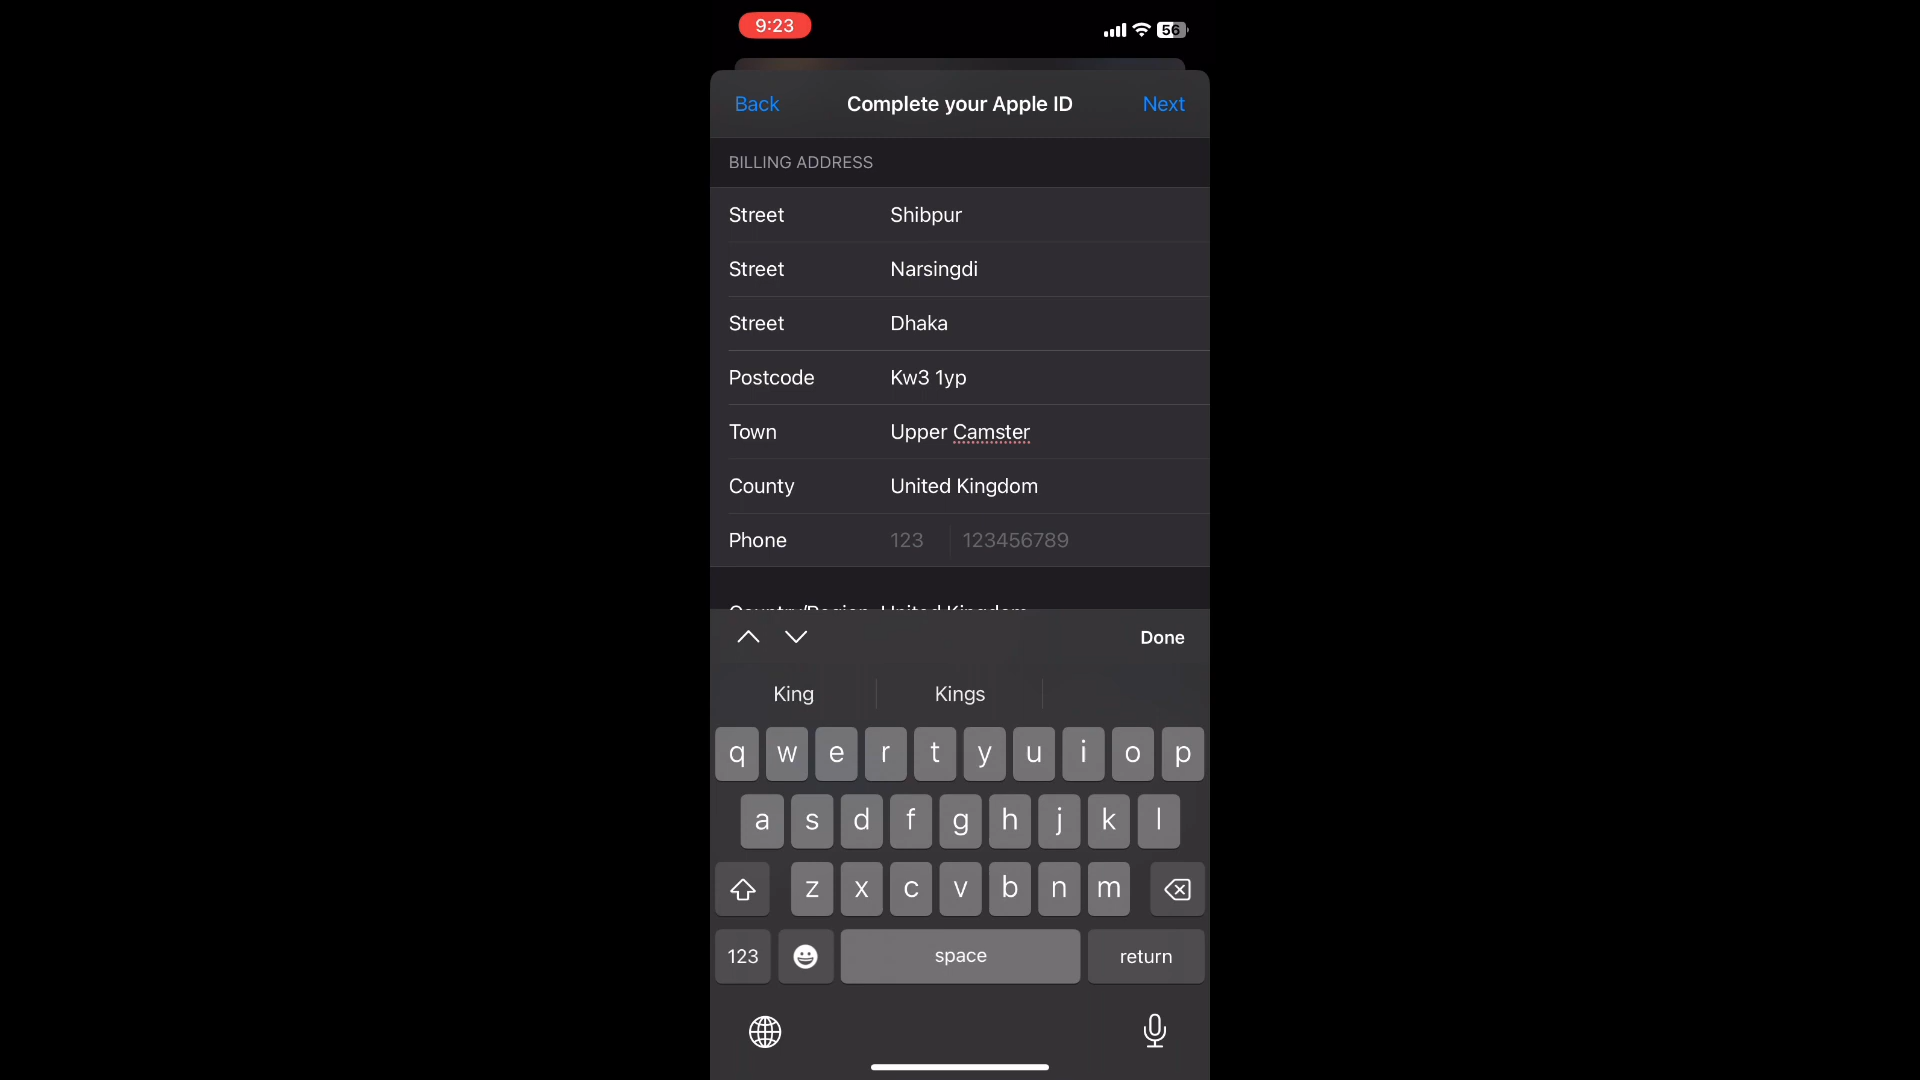 9:23
56
Back Complete your Apple ID Next
BILLING ADDRESS
Street Shibpur
Street Narsingdi
Street Dhaka
Postcode Kw3 1yp
Town Upper Camster
County United Kingdom
Phone 123 123456789
Country/Region United Kingdom
Done
King Kings
q w e r t y u i o p
a s d f g h j k l
z x c v b n m
123 space return